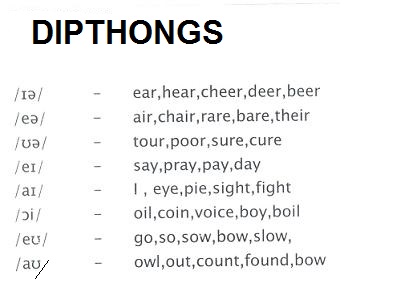 DIPTHONGS
/ɪə/ – ear,hear,cheer,deer,beer
/eə/ – air,chair,rare,bare,their
/ʊə/ – tour,poor,sure,cure
/eɪ/ – say,pray,pay,day
/aɪ/ – I , eye,pie,sight,fight
/ɔi/ – oil,coin,voice,boy,boil
/eʊ/ – go,so,sow,bow,slow,
/aʊ/ – owl,out,count,found,bow